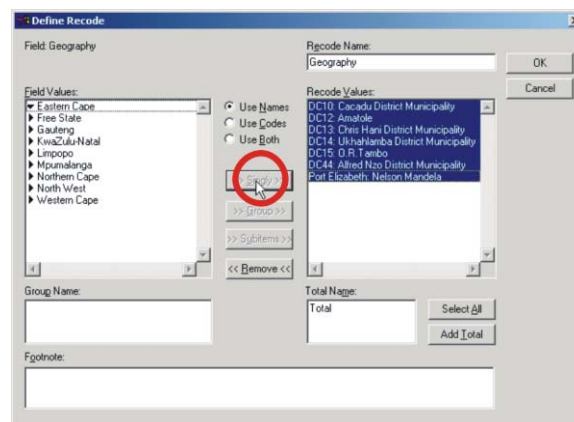 Define Recode
Field: Geography
Recode Name:
Geography
OK
Cancel
Field Values:
Eastern Cape
Free State
Gauteng
KwaZulu-Natal
Limpopo
Mpumalanga
Northern Cape
North West
Western Cape
Use Names
Use Codes
Use Both
>> Singly >>
>> Group >>
>> Subitems >>
<< Remove <<
Recode Values:
DC10: Cacadu District Municipality
DC12: Amatole
DC13: Chris Hani District Municipality
DC14: Ukhahlamba District Municipality
DC15: O.R.Tambo
DC44: Alfred Nzo District Municipality
Port Elizabeth: Nelson Mandela
Group Name:
Total Name:
Total
Select All
Add Total
Footnote: